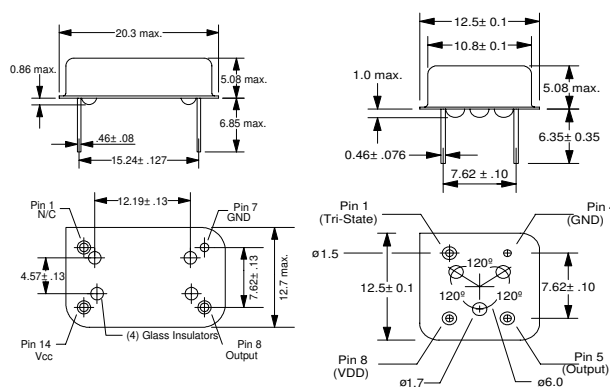 20.3 max.
0.86 max.
5.08 max.
6.85 max.
.46± .08
15.24± .127
12.5± 0.1
10.8± 0.1
1.0 max.
5.08 max.
6.35± 0.35
0.46± .076
7.62 ± .10
Pin 1
N/C
12.19± .13
Pin 7
GND
4.57± .13
7.62± .13
12.7 max.
Pin 14
Vcc
(4) Glass Insulators
Pin 8
Output
Pin 1
(Tri-State)
Pin
(GND)
ø1.5
120º
12.5± 0.1
120º
120º
7.62± .10
Pin 8
(VDD)
ø1.7
ø6.0
Pin 5
(Output)